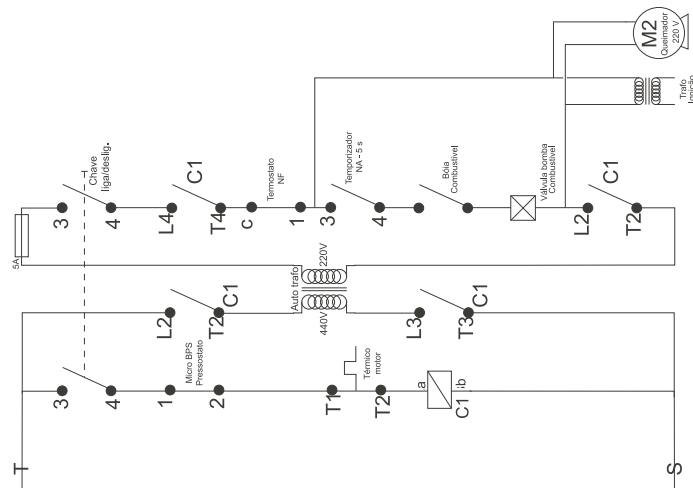 M2
Queimador
220 V
Trafo
Ignição
5A
3
Chave
liga/deslig.
4
L4
C1
T4
c
Termostato
NF
1
3
Temporizador
NA - 5 s
4
Bóia
Combustível
Válvula bomba
Combustível
L2
C1
T2
L2
C1
T2
Auto trafo
220V
440V
L3
C1
T3
T
3
4
1
Micro BPS
Pressostato
2
T1
Térmico
motor
T2
a
b
C1
S